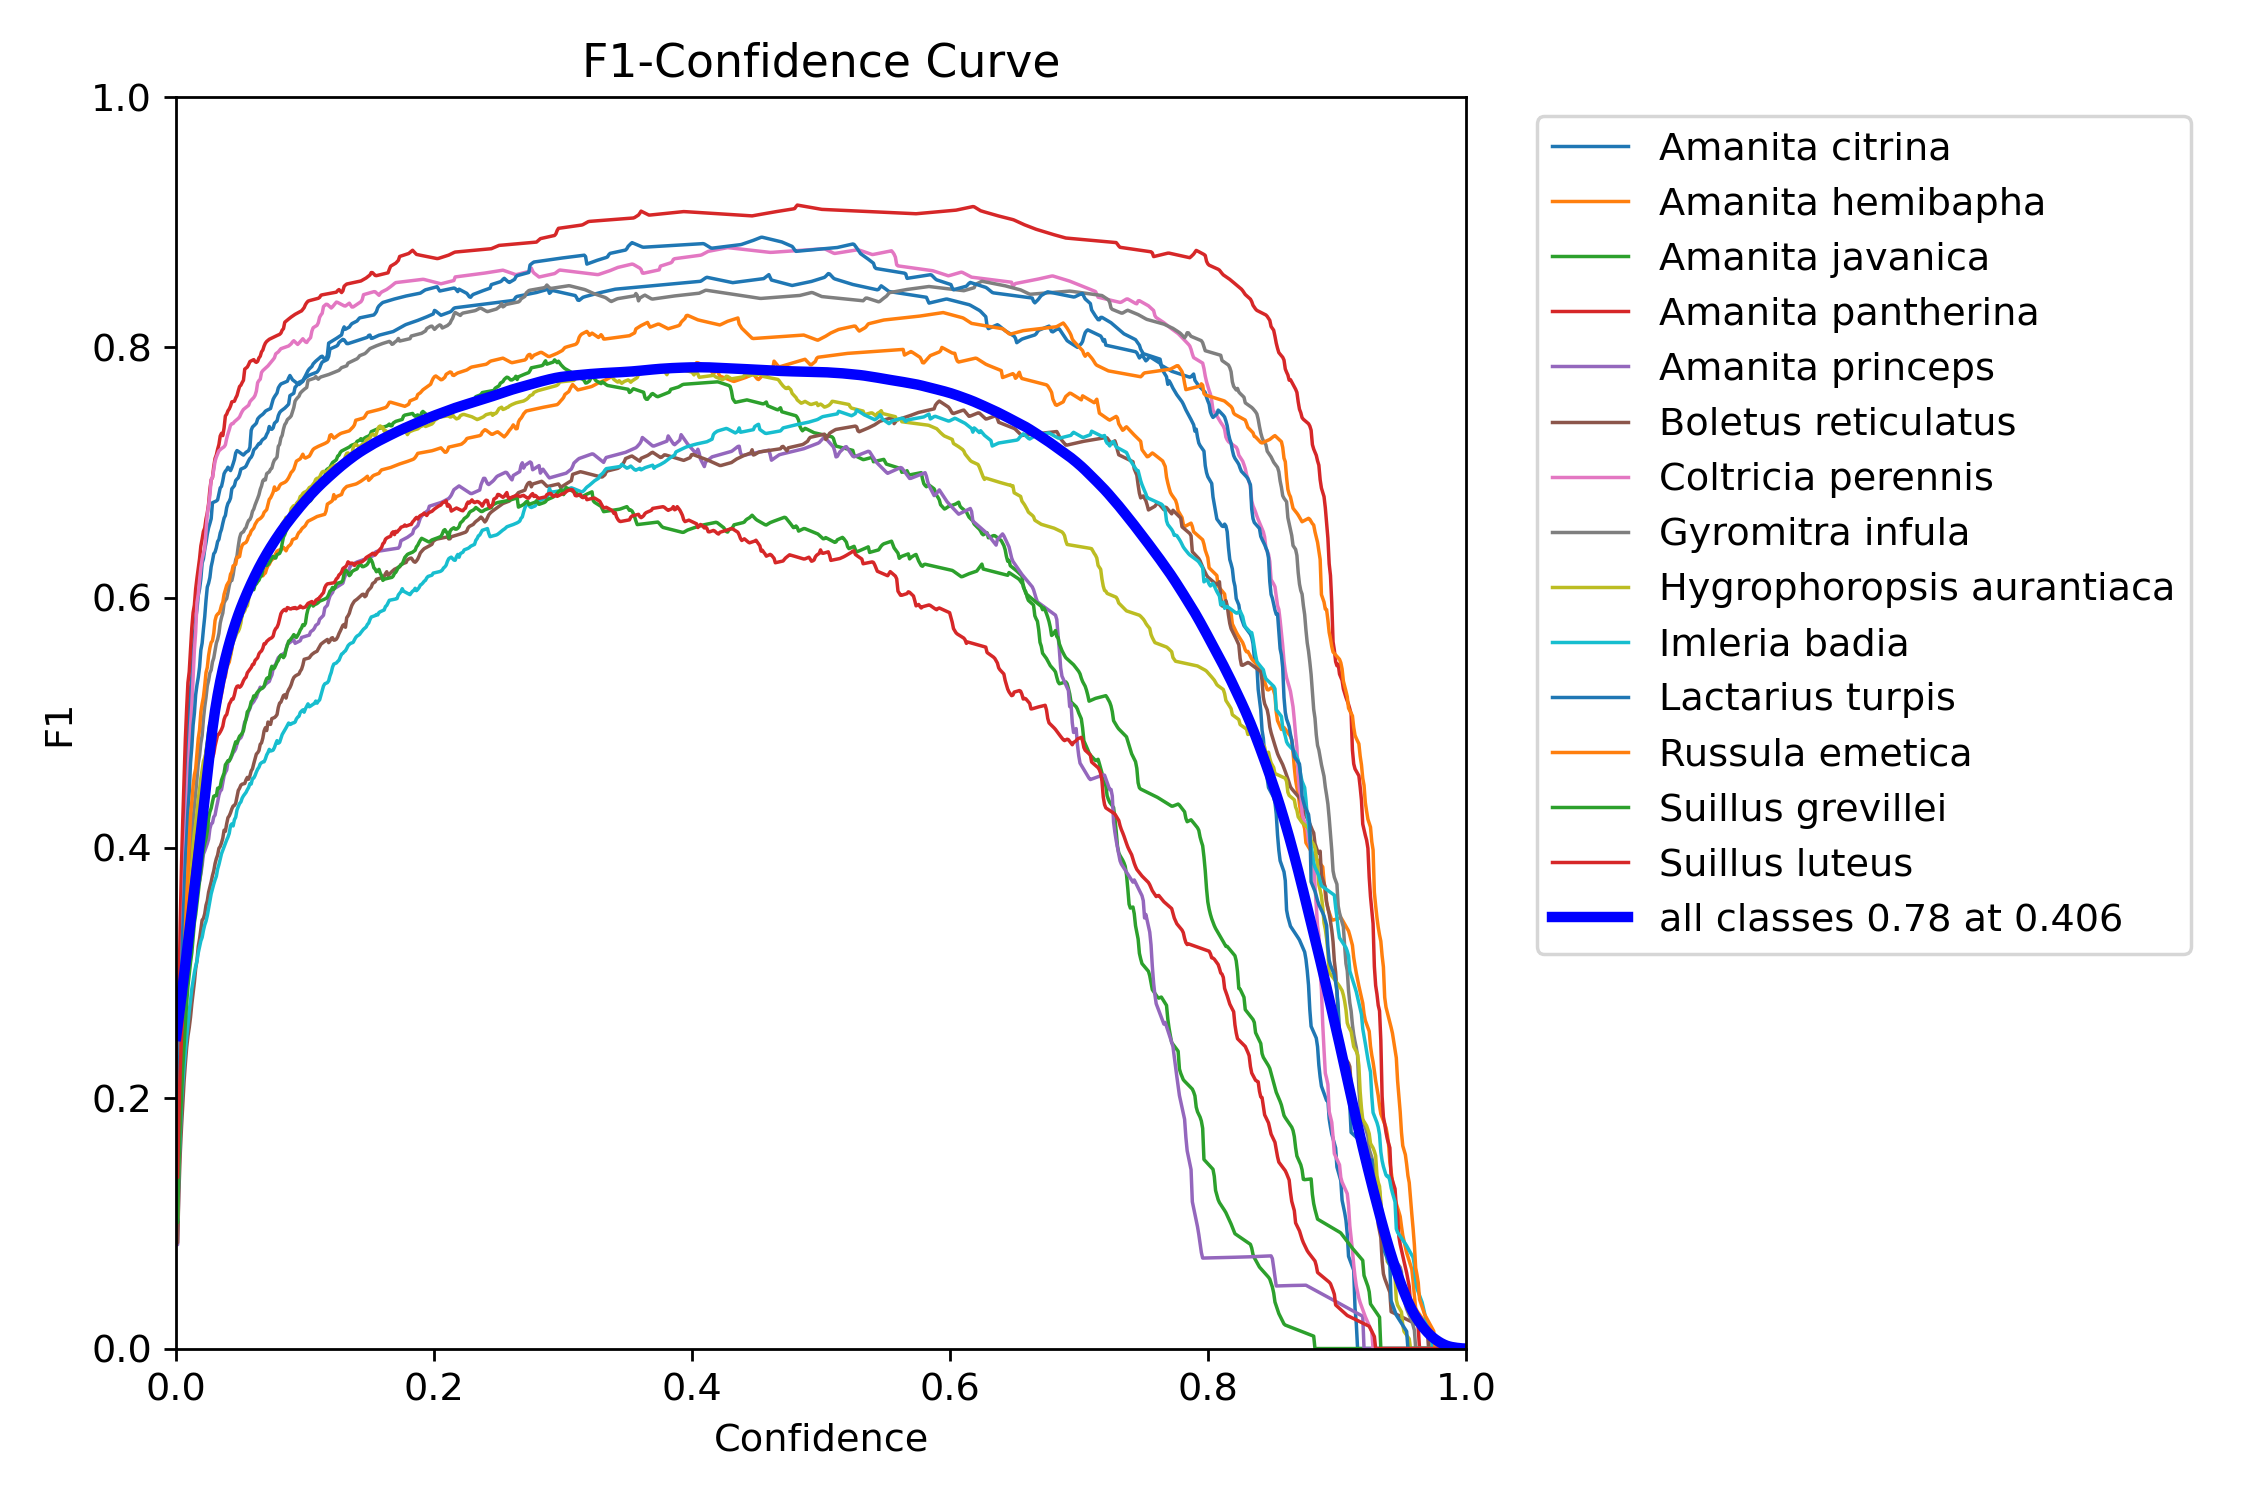 F1-Confidence Curve
1.0
0.8
0.6
0.4
0.2
0.0
F1
0.0 0.2 0.4 0.6 0.8 1.0
Confidence
Amanita citrina
Amanita hemibapha
Amanita javanica
Amanita pantherina
Amanita princeps
Boletus reticulatus
Coltricia perennis
Gyromitra infula
Hygrophoropsis aurantiaca
Imleria badia
Lactarius turpis
Russula emetica
Suillus grevillei
Suillus luteus
all classes 0.78 at 0.406